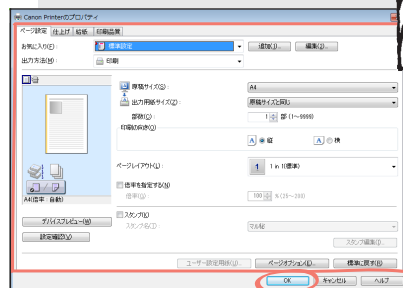 Canon Printerのプロパティ
ページ設定 仕上げ 給紙 印刷品質
お気に入り(F): 標準設定 追加(1)... 編集(2)...
出力方法(M): 印刷
原稿サイズ(S): A4
出力用紙サイズ(Z): 原稿サイズと同じ
部数(C): 1 部 (1～9999)
印刷の向き(O)
A 縦 A 横
ページレイアウト(L): 1 1 in 1(標準)
倍率を指定する(N)
倍率(G): 100 % (25～200)
A4(倍率: 自動)
スタンプ(K)
スタンプ名(I): マル秘
デバイスプレビュー(W)
スタンプ編集(J)...
設定確認(V)
ユーザー設定用紙(U)... ページオプション(E)... 標準に戻す(R)
OK キャンセル ヘルプ